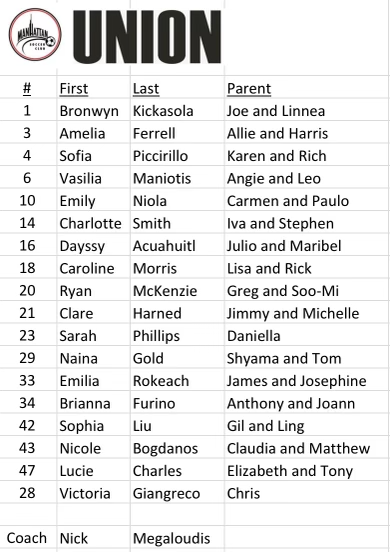 MANHATTAN
SOCCER
CLUB
UNION
# First Last Parent
1 Bronwyn Kickasola Joe and Linnea
3 Amelia Ferrell Allie and Harris
4 Sofia Piccirillo Karen and Rich
6 Vasilia Maniotis Angie and Leo
10 Emily Niola Carmen and Paulo
14 Charlotte Smith Iva and Stephen
16 Dayssy Acuahuitl Julio and Maribel
18 Caroline Morris Lisa and Rick
20 Ryan McKenzie Greg and Soo-Mi
21 Clare Harned Jimmy and Michelle
23 Sarah Phillips Daniella
29 Naina Gold Shyama and Tom
33 Emilia Rokeach James and Josephine
34 Brianna Furino Anthony and Joann
42 Sophia Liu Gil and Ling
43 Nicole Bogdanos Claudia and Matthew
47 Lucie Charles Elizabeth and Tony
28 Victoria Giangreco Chris
Coach Nick Megaloudis